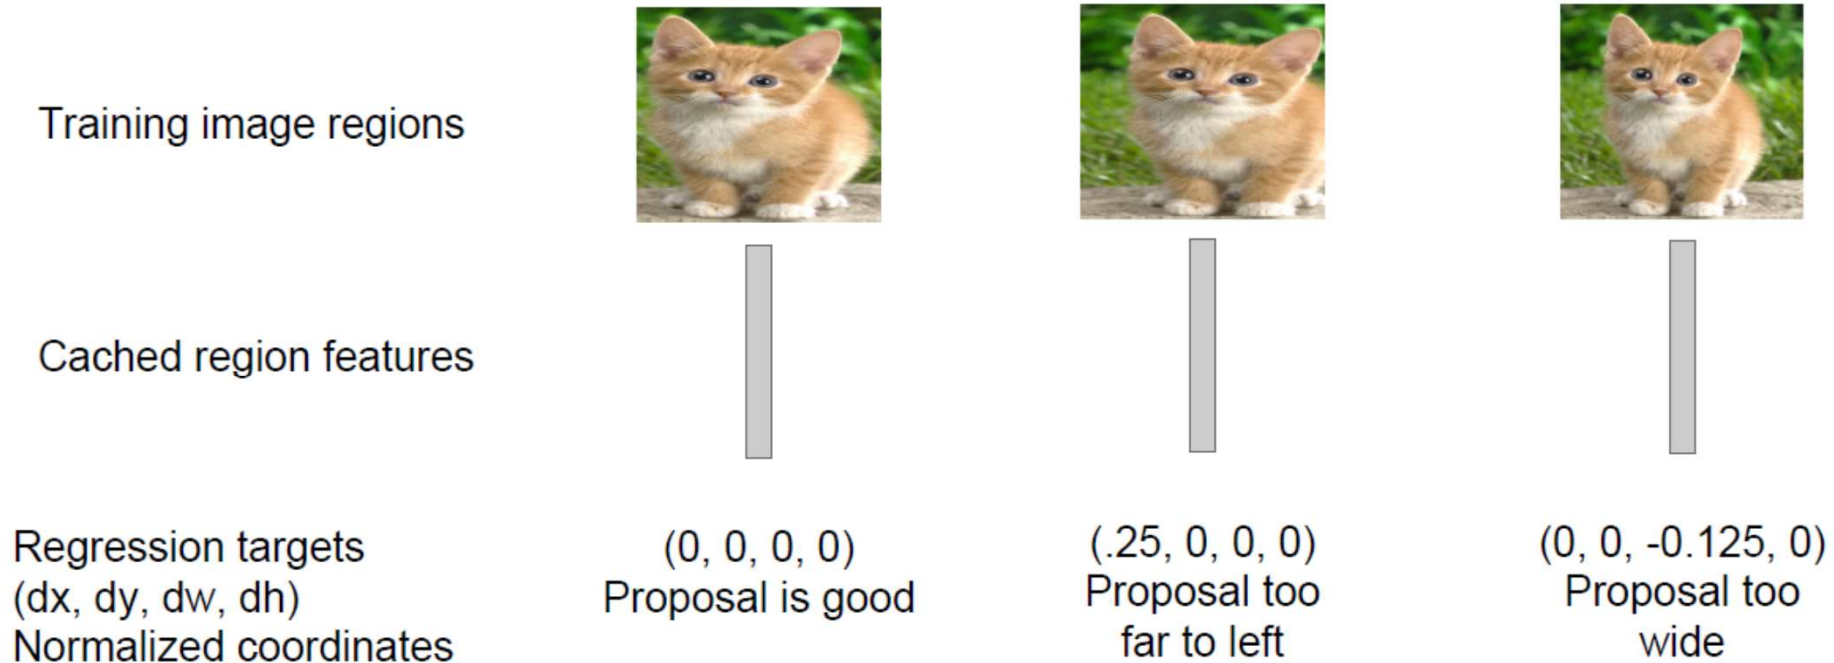 Training image regions
Cached region features
Regression targets
(dx, dy, dw, dh)
Normalized coordinates
(0, 0, 0, 0)
Proposal is good
(.25, 0, 0, 0)
Proposal too
far to left
(0, 0, -0.125, 0)
Proposal too
wide